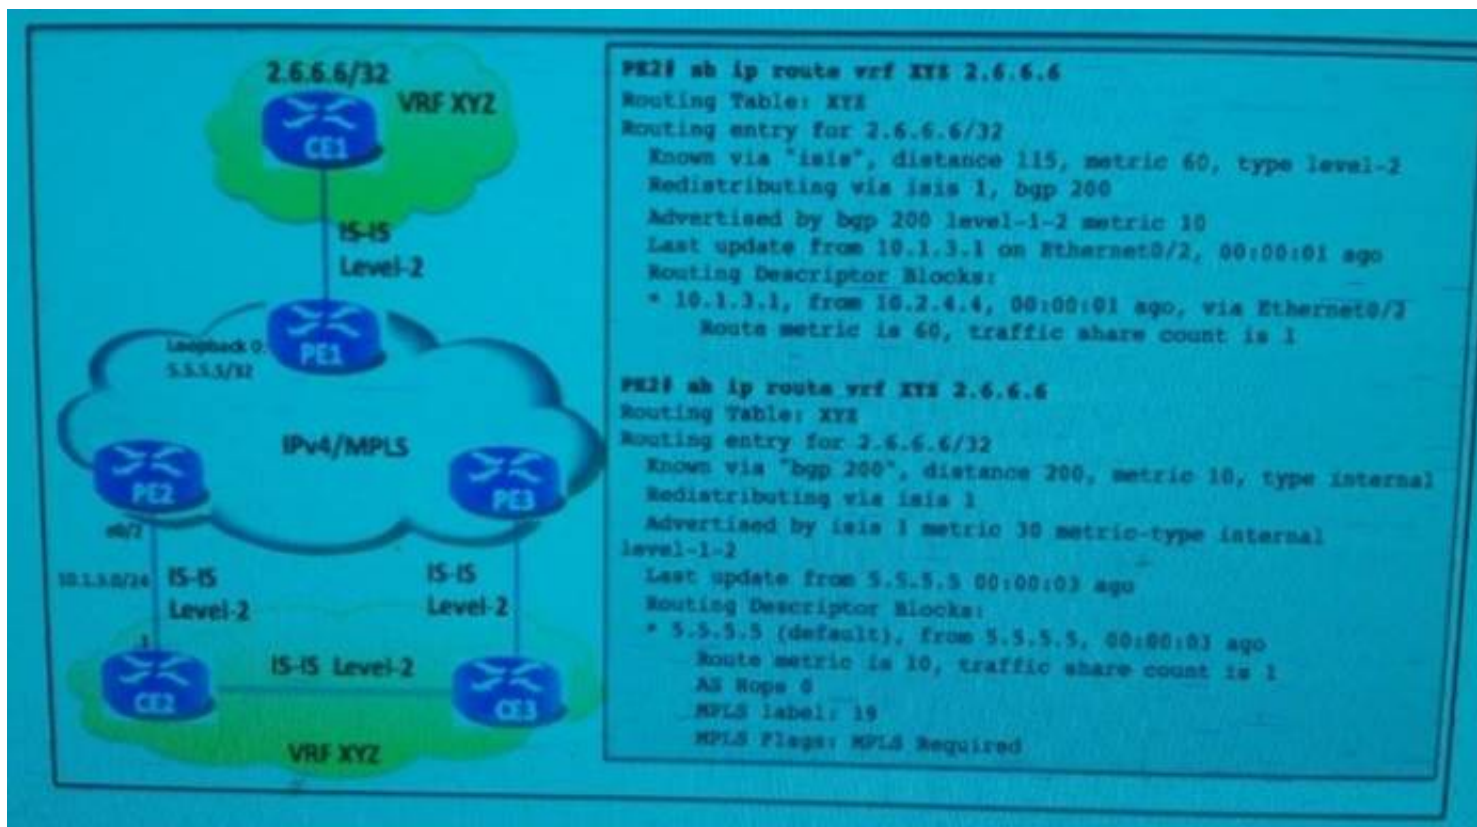 2.6.6.6/32
VRF XYZ
CE1
IS-IS
Level-2
Loopback 0:
5.5.5.5/32
PE1
IPv4/MPLS
PE2
PE3
e0/2
10.1.3.0/24
IS-IS
Level-2
IS-IS
Level-2
.1
IS-IS Level-2
CE2
CE3
VRF XYZ
PE2# sh ip route vrf XYZ 2.6.6.6
Routing Table: XYZ
Routing entry for 2.6.6.6/32
Known via "isis", distance 115, metric 60, type level-2
Redistributing via isis 1, bgp 200
Advertised by bgp 200 level-1-2 metric 10
Last update from 10.1.3.1 on Ethernet0/2, 00:00:01 ago
Routing Descriptor Blocks:
* 10.1.3.1, from 10.2.4.4, 00:00:01 ago, via Ethernet0/2
Route metric is 60, traffic share count is 1
PE2# sh ip route vrf XYZ 2.6.6.6
Routing Table: XYZ
Routing entry for 2.6.6.6/32
Known via "bgp 200", distance 200, metric 10, type internal
Redistributing via isis 1
Advertised by isis 1 metric 30 metric-type internal
level-1-2
Last update from 5.5.5.5 00:00:03 ago
Routing Descriptor Blocks:
* 5.5.5.5 (default), from 5.5.5.5, 00:00:03 ago
Route metric is 10, traffic share count is 1
AS Hops 0
MPLS label: 19
MPLS Flags: MPLS Required